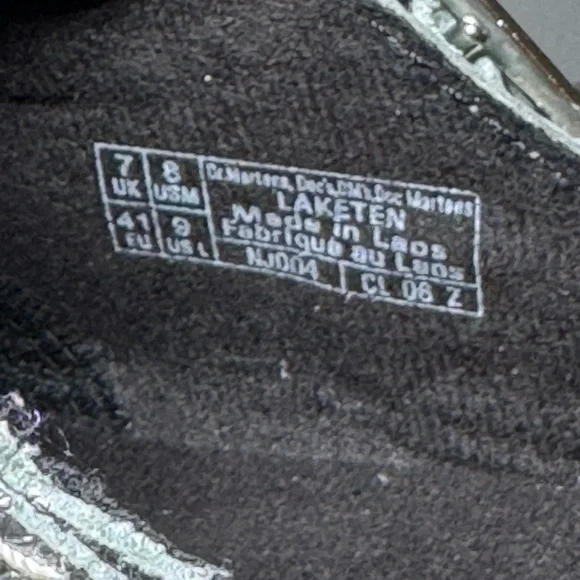 7 8
UK USM
41 9
EU US L
Dr.Martens, Doc's, DM's, Doc Martens
LAKETEN
Made in Laos
Fabriqué au Laos
NJ004 CL 06 Z